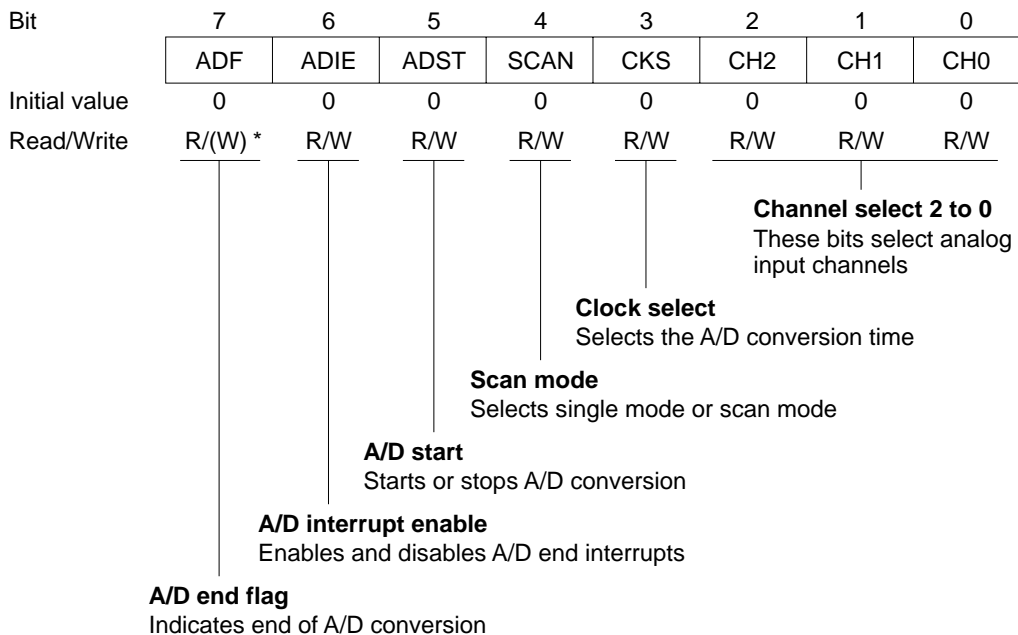 Bit 7 6 5 4 3 2 1 0
ADF ADIE ADST SCAN CKS CH2 CH1 CH0
Initial value 0 0 0 0 0 0 0 0
Read/Write R/(W) * R/W R/W R/W R/W R/W R/W R/W
Channel select 2 to 0
These bits select analog
input channels
Clock select
Selects the A/D conversion time
Scan mode
Selects single mode or scan mode
A/D start
Starts or stops A/D conversion
A/D interrupt enable
Enables and disables A/D end interrupts
A/D end flag
Indicates end of A/D conversion